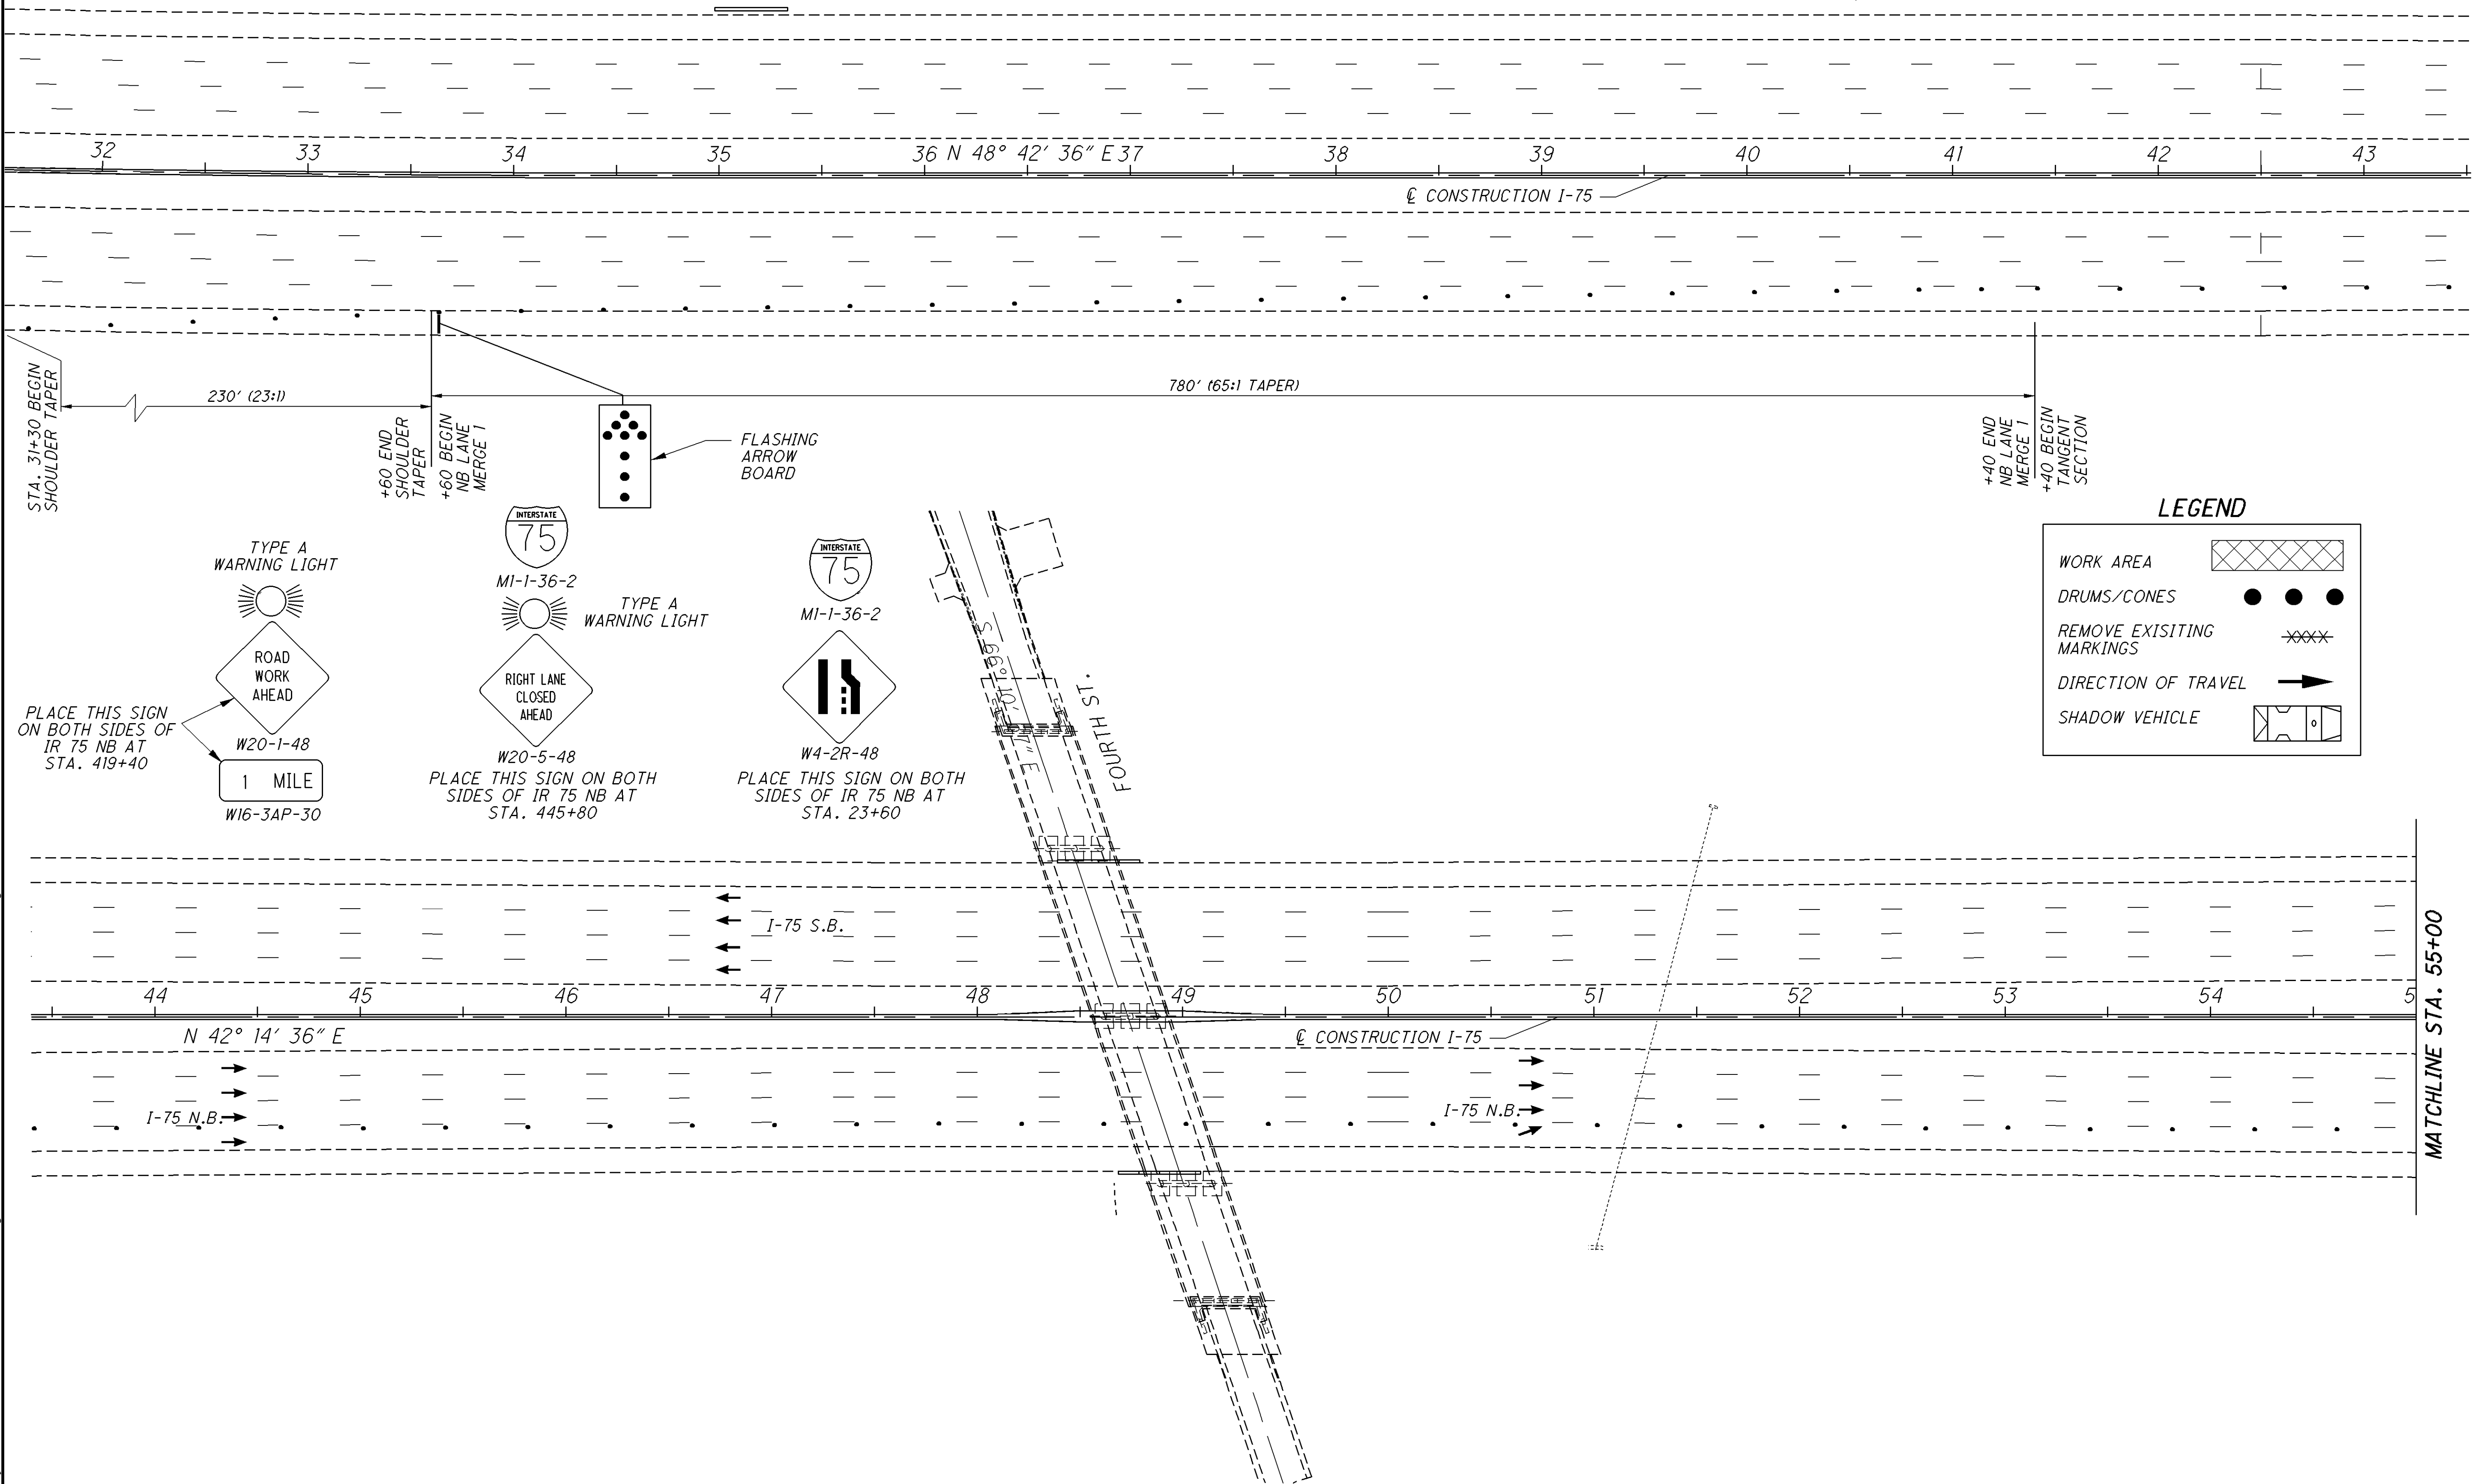 32 33 34 35 36 N 48° 42' 36" E 37 38 39 40 41 42 43
℄ CONSTRUCTION I-75
230' (23:1)
780' (65:1 TAPER)
STA. 31+30 BEGIN
SHOULDER TAPER
+60 END
SHOULDER
TAPER
+60 BEGIN
NB LANE
MERGE 1
FLASHING
ARROW
BOARD
+40 END
NB LANE
MERGE 1
+40 BEGIN
TANGENT
SECTION
TYPE A
WARNING LIGHT
ROAD
WORK
AHEAD
PLACE THIS SIGN
ON BOTH SIDES OF
IR 75 NB AT
STA. 419+40
W20-1-48
1 MILE
W16-3AP-30
INTERSTATE
75
M1-1-36-2
TYPE A
WARNING LIGHT
RIGHT LANE
CLOSED
AHEAD
W20-5-48
PLACE THIS SIGN ON BOTH
SIDES OF IR 75 NB AT
STA. 445+80
INTERSTATE
75
M1-1-36-2
W4-2R-48
PLACE THIS SIGN ON BOTH
SIDES OF IR 75 NB AT
STA. 23+60
FOURTH ST.
LEGEND
WORK AREA
DRUMS/CONES
REMOVE EXISITING
MARKINGS
DIRECTION OF TRAVEL
SHADOW VEHICLE
I-75 S.B.
44 45 46 47 48 49 50 51 52 53 54 5
N 42° 14' 36" E
℄ CONSTRUCTION I-75
I-75 N.B.
I-75 N.B.
MATCHLINE STA. 55+00